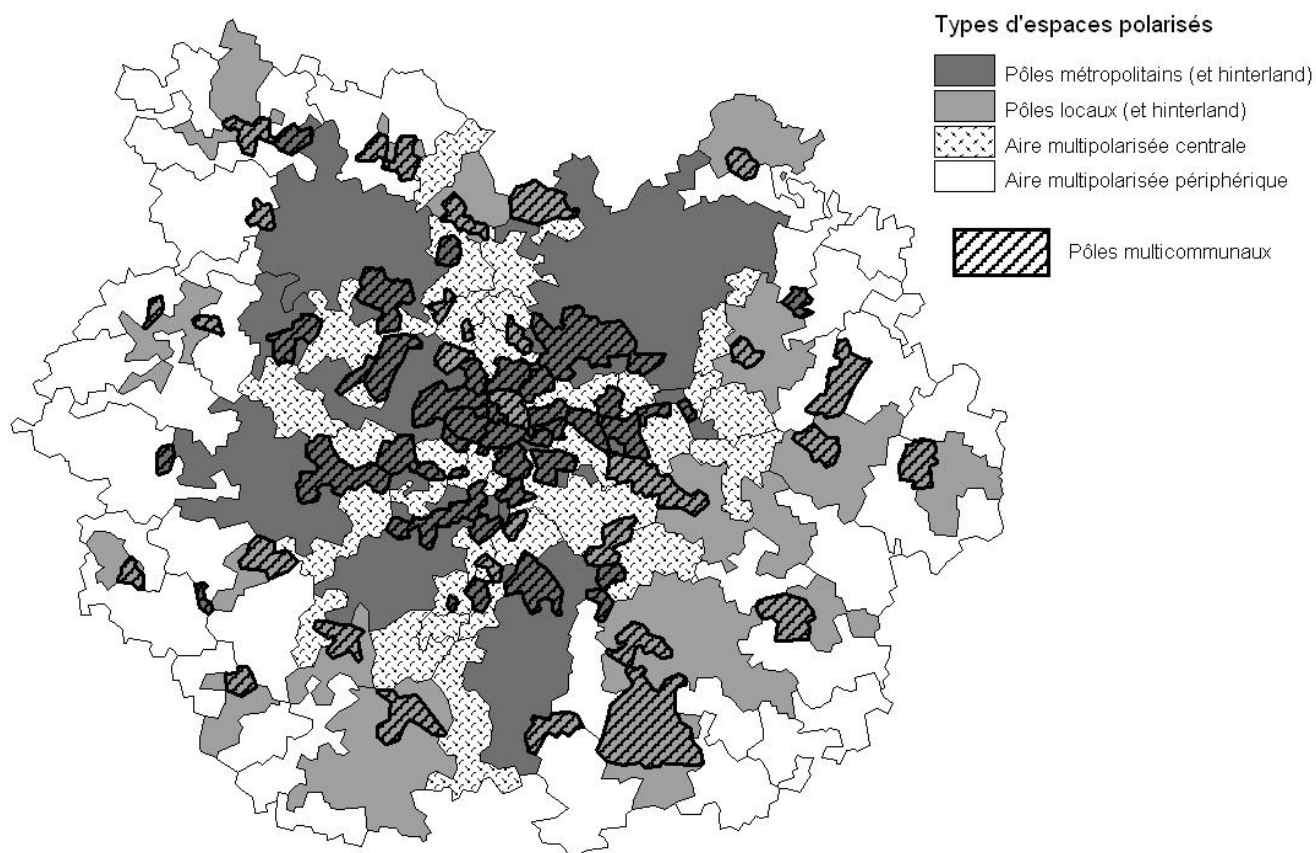 Types d'espaces polarisés
Pôles métropolitains (et hinterland)
Pôles locaux (et hinterland)
Aire multipolarisée centrale
Aire multipolarisée périphérique
Pôles multicommunaux